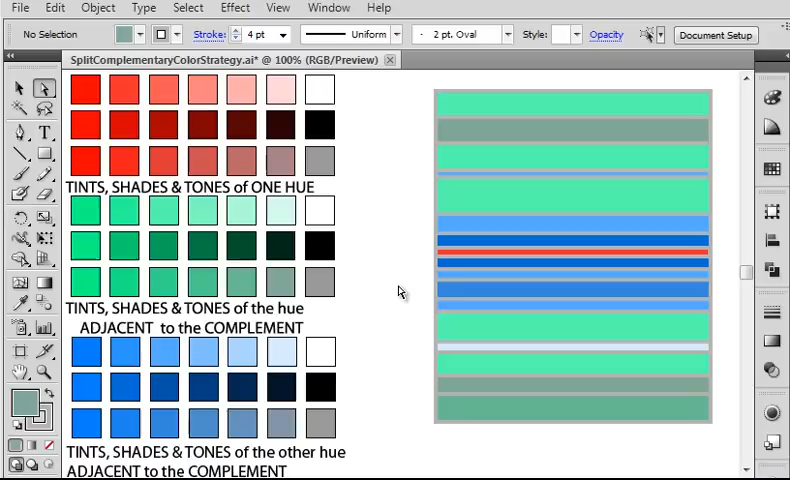 File Edit Object Type Select Effect View Window Help
No Selection Stroke: 4 pt Uniform 2 pt. Oval Style: Opacity Document Setup
SplitComplementaryColorStrategy.ai* @ 100% (RGB/Preview)
TINTS, SHADES & TONES of ONE HUE
TINTS, SHADES & TONES of the hue
ADJACENT to the COMPLEMENT
TINTS, SHADES & TONES of the other hue
ADJACENT to the COMPLEMENT